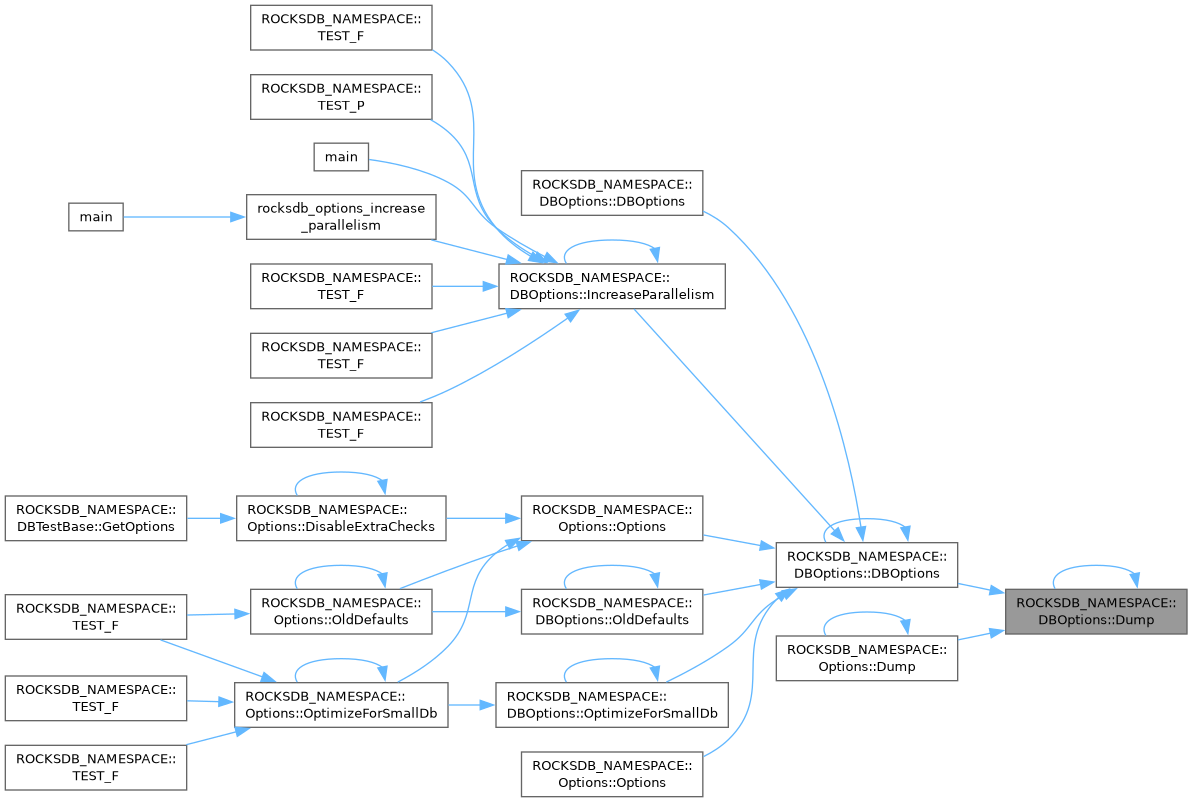 ROCKSDB_NAMESPACE::
TEST_F
ROCKSDB_NAMESPACE::
TEST_P
main
ROCKSDB_NAMESPACE::
DBOptions::DBOptions
main
rocksdb_options_increase
_parallelism
ROCKSDB_NAMESPACE::
TEST_F
ROCKSDB_NAMESPACE::
DBOptions::IncreaseParallelism
ROCKSDB_NAMESPACE::
TEST_F
ROCKSDB_NAMESPACE::
TEST_F
ROCKSDB_NAMESPACE::
DBTestBase::GetOptions
ROCKSDB_NAMESPACE::
Options::DisableExtraChecks
ROCKSDB_NAMESPACE::
Options::Options
ROCKSDB_NAMESPACE::
DBOptions::DBOptions
ROCKSDB_NAMESPACE::
TEST_F
ROCKSDB_NAMESPACE::
Options::OldDefaults
ROCKSDB_NAMESPACE::
DBOptions::OldDefaults
ROCKSDB_NAMESPACE::
DBOptions::Dump
ROCKSDB_NAMESPACE::
Options::Dump
ROCKSDB_NAMESPACE::
TEST_F
ROCKSDB_NAMESPACE::
Options::OptimizeForSmallDb
ROCKSDB_NAMESPACE::
DBOptions::OptimizeForSmallDb
ROCKSDB_NAMESPACE::
TEST_F
ROCKSDB_NAMESPACE::
Options::Options